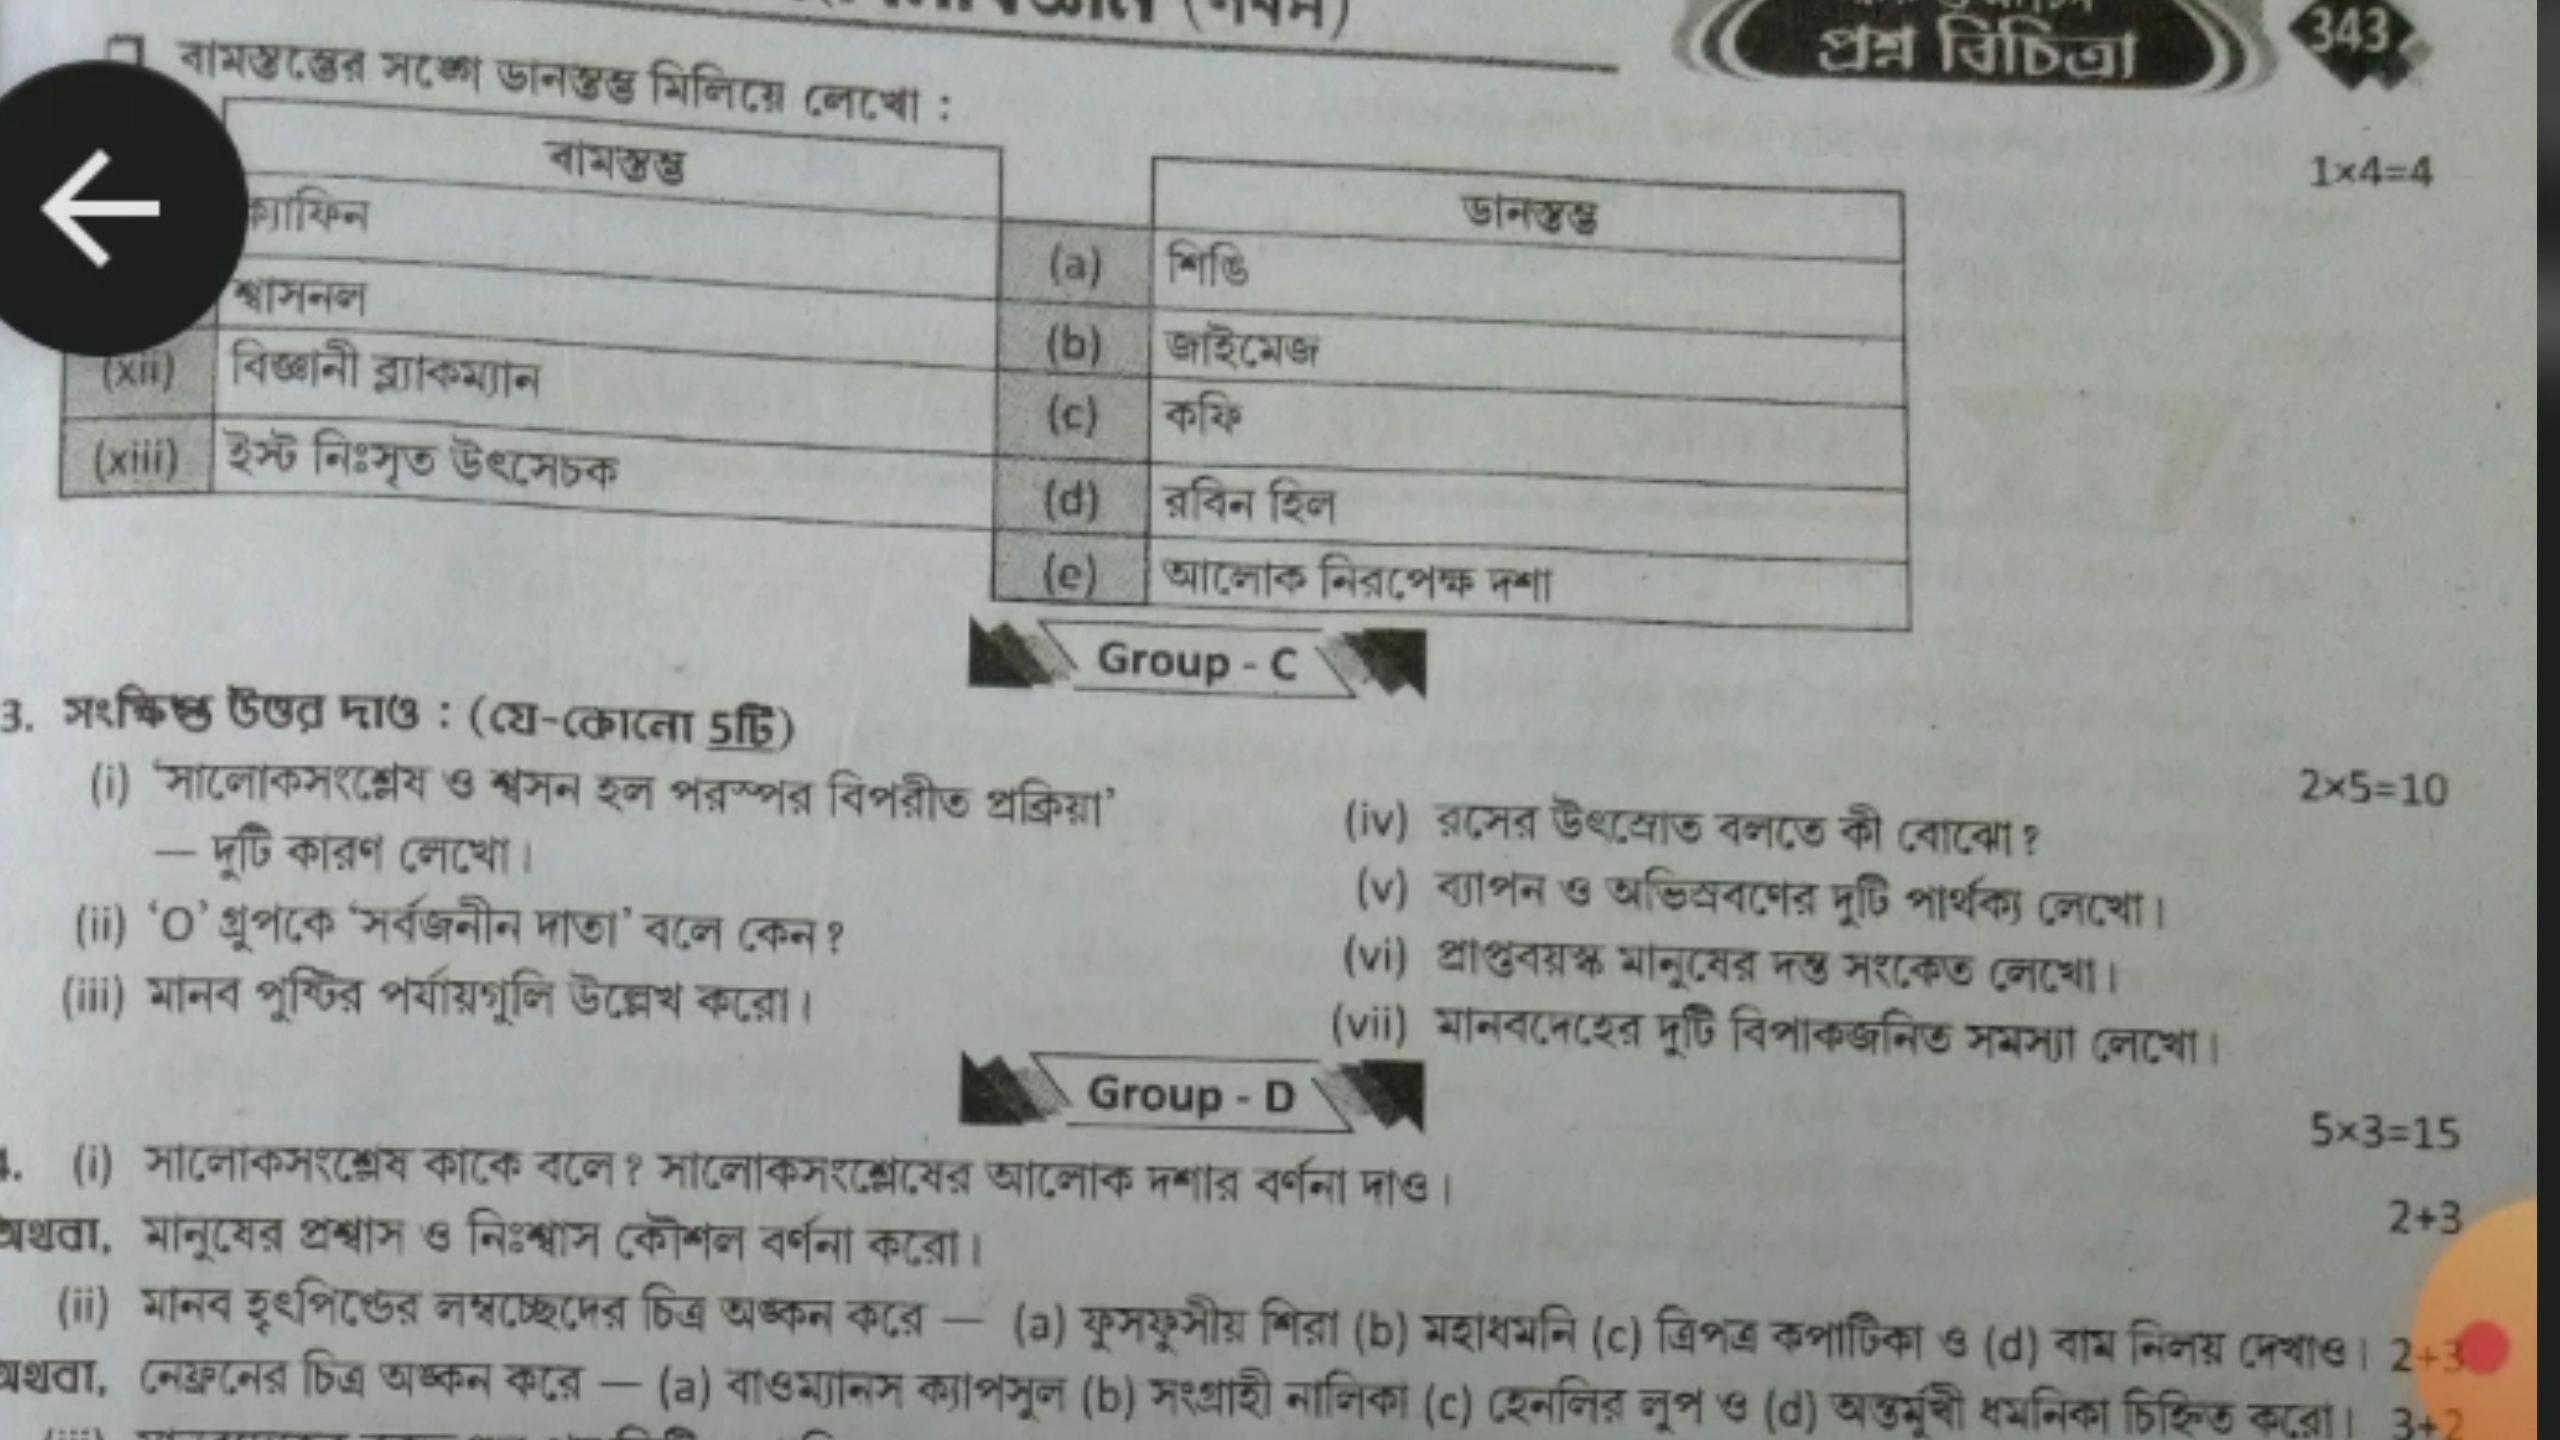 (নবম)
প্রশ্ন বিচিত্রা
343
বামস্তম্ভের সঙ্গে ডানস্তম্ভ মিলিয়ে লেখো :
1×4=4
বামস্তম্ভ
ডানস্তম্ভ
ক্যাফিন
(a) শিঙি
শ্বাসনল
(b) জাইমেজ
(xii) বিজ্ঞানী ব্ল্যাকম্যান
(c) কফি
(xiii) ইস্ট নিঃসৃত উৎসেচক
(d) রবিন হিল
(e) আলোক নিরপেক্ষ দশা
Group - C
3. সংক্ষিপ্ত উত্তর দাও : (যে-কোনো 5টি)
2×5=10
(i) ‘সালোকসংশ্লেষ ও শ্বসন হল পরস্পর বিপরীত প্রক্রিয়া’
— দুটি কারণ লেখো।
(ii) ‘O’ গ্রুপকে ‘সর্বজনীন দাতা’ বলে কেন?
(iii) মানব পুষ্টির পর্যায়গুলি উল্লেখ করো।
(iv) রসের উৎস্রোত বলতে কী বোঝো?
(v) ব্যাপন ও অভিস্রবণের দুটি পার্থক্য লেখো।
(vi) প্রাপ্তবয়স্ক মানুষের দন্ত সংকেত লেখো।
(vii) মানবদেহের দুটি বিপাকজনিত সমস্যা লেখো।
Group - D
5×3=15
(i) সালোকসংশ্লেষ কাকে বলে? সালোকসংশ্লেষের আলোক দশার বর্ণনা দাও।
2+3
অথবা, মানুষের প্রশ্বাস ও নিঃশ্বাস কৌশল বর্ণনা করো।
(ii) মানব হৃৎপিণ্ডের লম্বচ্ছেদের চিত্র অঙ্কন করে — (a) ফুসফুসীয় শিরা (b) মহাধমনি (c) ত্রিপত্র কপাটিকা ও (d) বাম নিলয় দেখাও। 2+3
অথবা, নেফ্রনের চিত্র অঙ্কন করে — (a) বাওম্যানস ক্যাপসুল (b) সংগ্রাহী নালিকা (c) হেনলির লুপ ও (d) অন্তর্মুখী ধমনিকা চিহ্নিত করো। 3+2